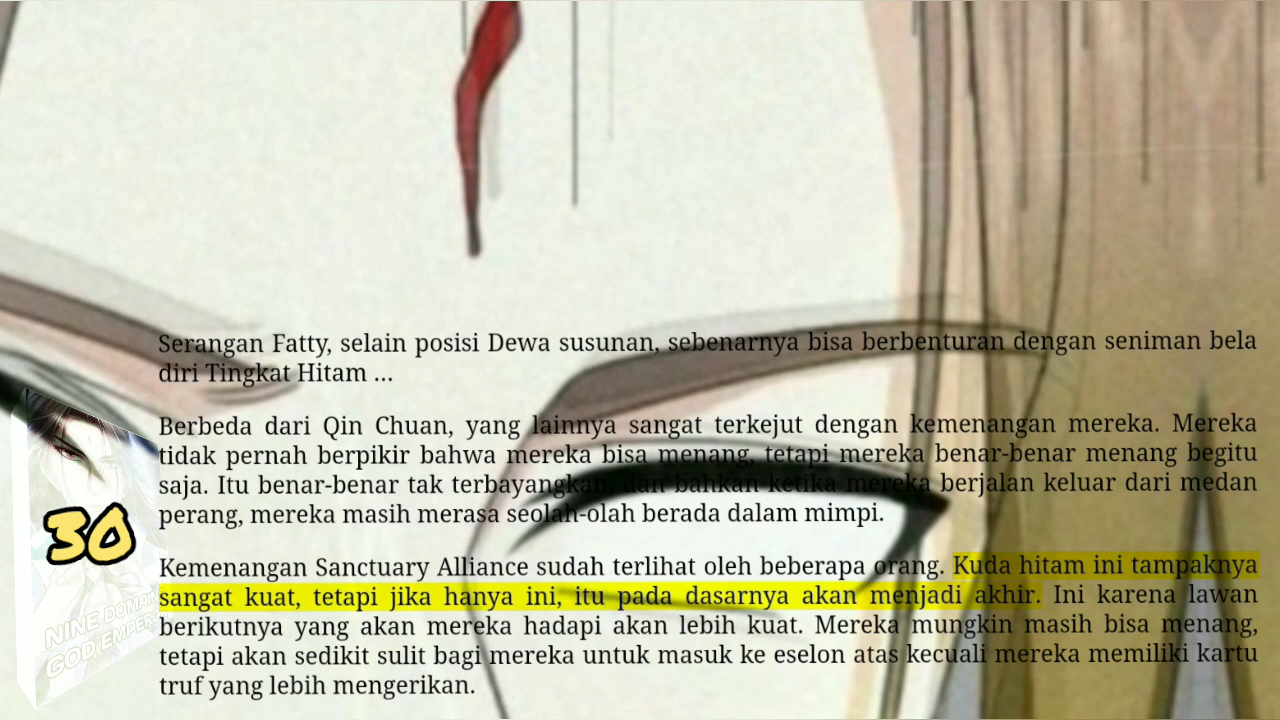 Serangan Fatty, selain posisi Dewa susunan, sebenarnya bisa berbenturan dengan seniman bela
diri Tingkat Hitam ...
Berbeda dari Qin Chuan, yang lainnya sangat terkejut dengan kemenangan mereka. Mereka
tidak pernah berpikir bahwa mereka bisa menang, tetapi mereka benar-benar menang begitu
saja. Itu benar-benar tak terbayangkan, dan bahkan ketika mereka berjalan keluar dari medan
perang, mereka masih merasa seolah-olah berada dalam mimpi.
Kemenangan Sanctuary Alliance sudah terlihat oleh beberapa orang. Kuda hitam ini tampaknya
sangat kuat, tetapi jika hanya ini, itu pada dasarnya akan menjadi akhir. Ini karena lawan
berikutnya yang akan mereka hadapi akan lebih kuat. Mereka mungkin masih bisa menang,
tetapi akan sedikit sulit bagi mereka untuk masuk ke eselon atas kecuali mereka memiliki kartu
truf yang lebih mengerikan.
30
NINE DOMAIN
GOD EMPEROR